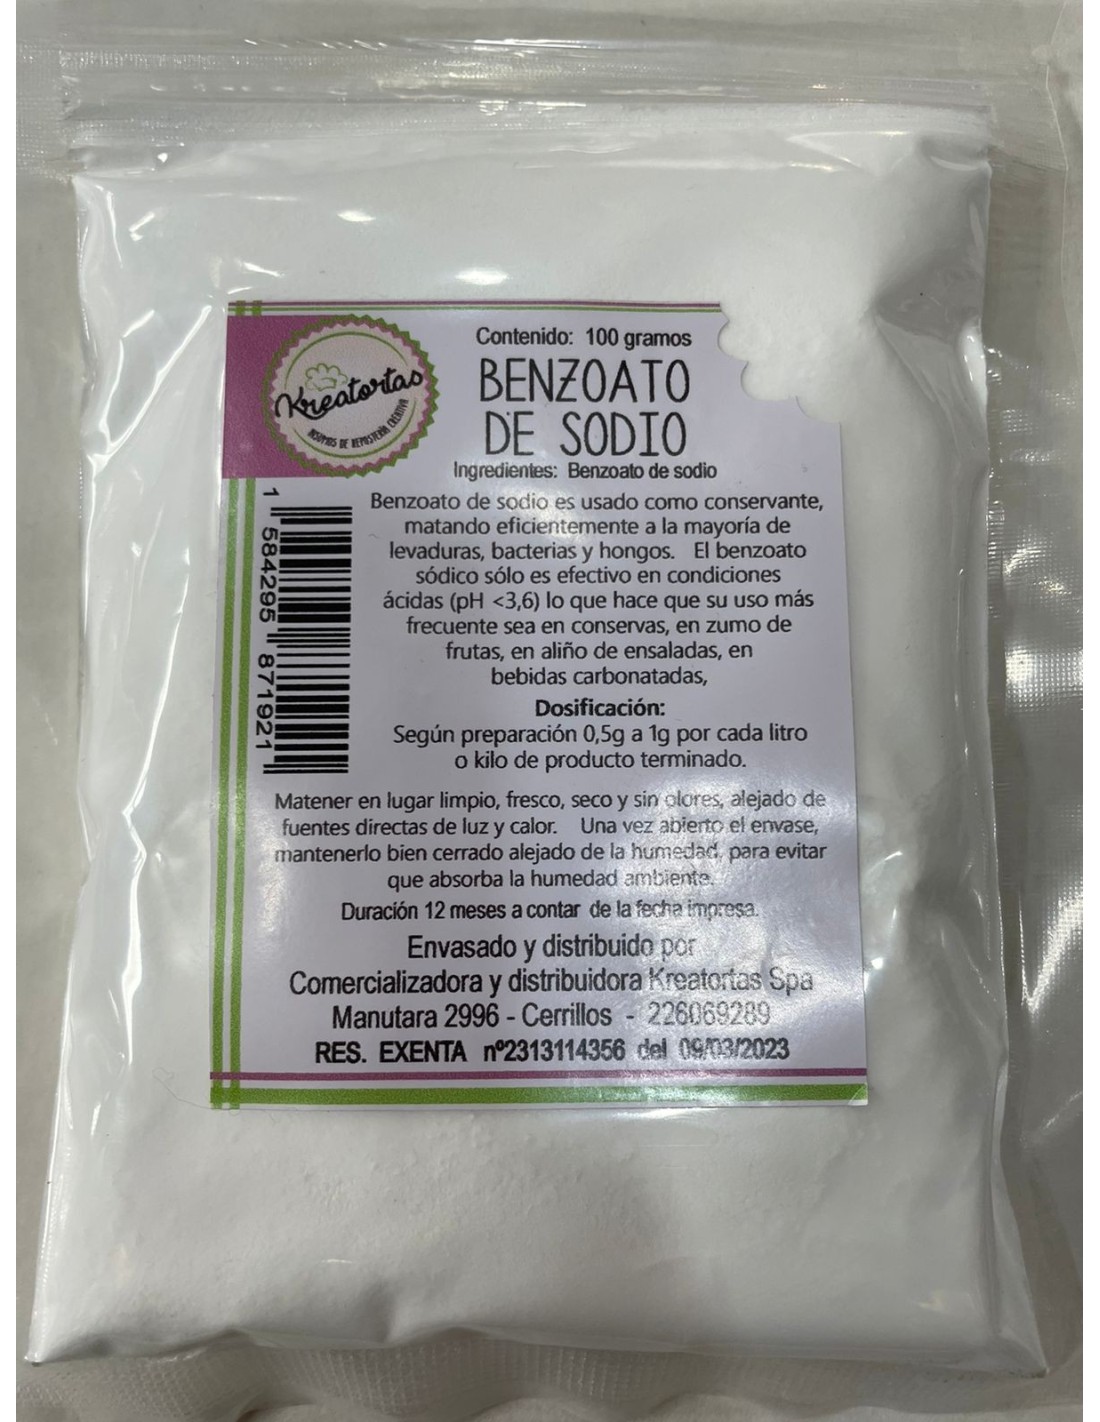 Contenido: 100 gramos
BENZOATO
DE SODIO
Ingredientes: Benzoato de sodio
Kreatortas
INSUMOS DE REPOSTERÍA CREATIVA
1 584295 871921
Benzoato de sodio es usado como conservante,
matando eficientemente a la mayoría de
levaduras, bacterias y hongos. El benzoato
sódico sólo es efectivo en condiciones
ácidas (pH <3,6) lo que hace que su uso más
frecuente sea en conservas, en zumo de
frutas, en aliño de ensaladas, en
bebidas carbonatadas,
Dosificación:
Según preparación 0,5g a 1g por cada litro
o kilo de producto terminado.
Matener en lugar limpio, fresco, seco y sin olores, alejado de
fuentes directas de luz y calor. Una vez abierto el envase,
mantenerlo bien cerrado alejado de la humedad, para evitar
que absorba la humedad ambiente.
Duración 12 meses a contar de la fecha impresa.
Envasado y distribuido por
Comercializadora y distribuidora Kreatortas Spa
Manutara 2996 - Cerrillos - 226069289
RES. EXENTA nº2313114356 del 09/03/2023